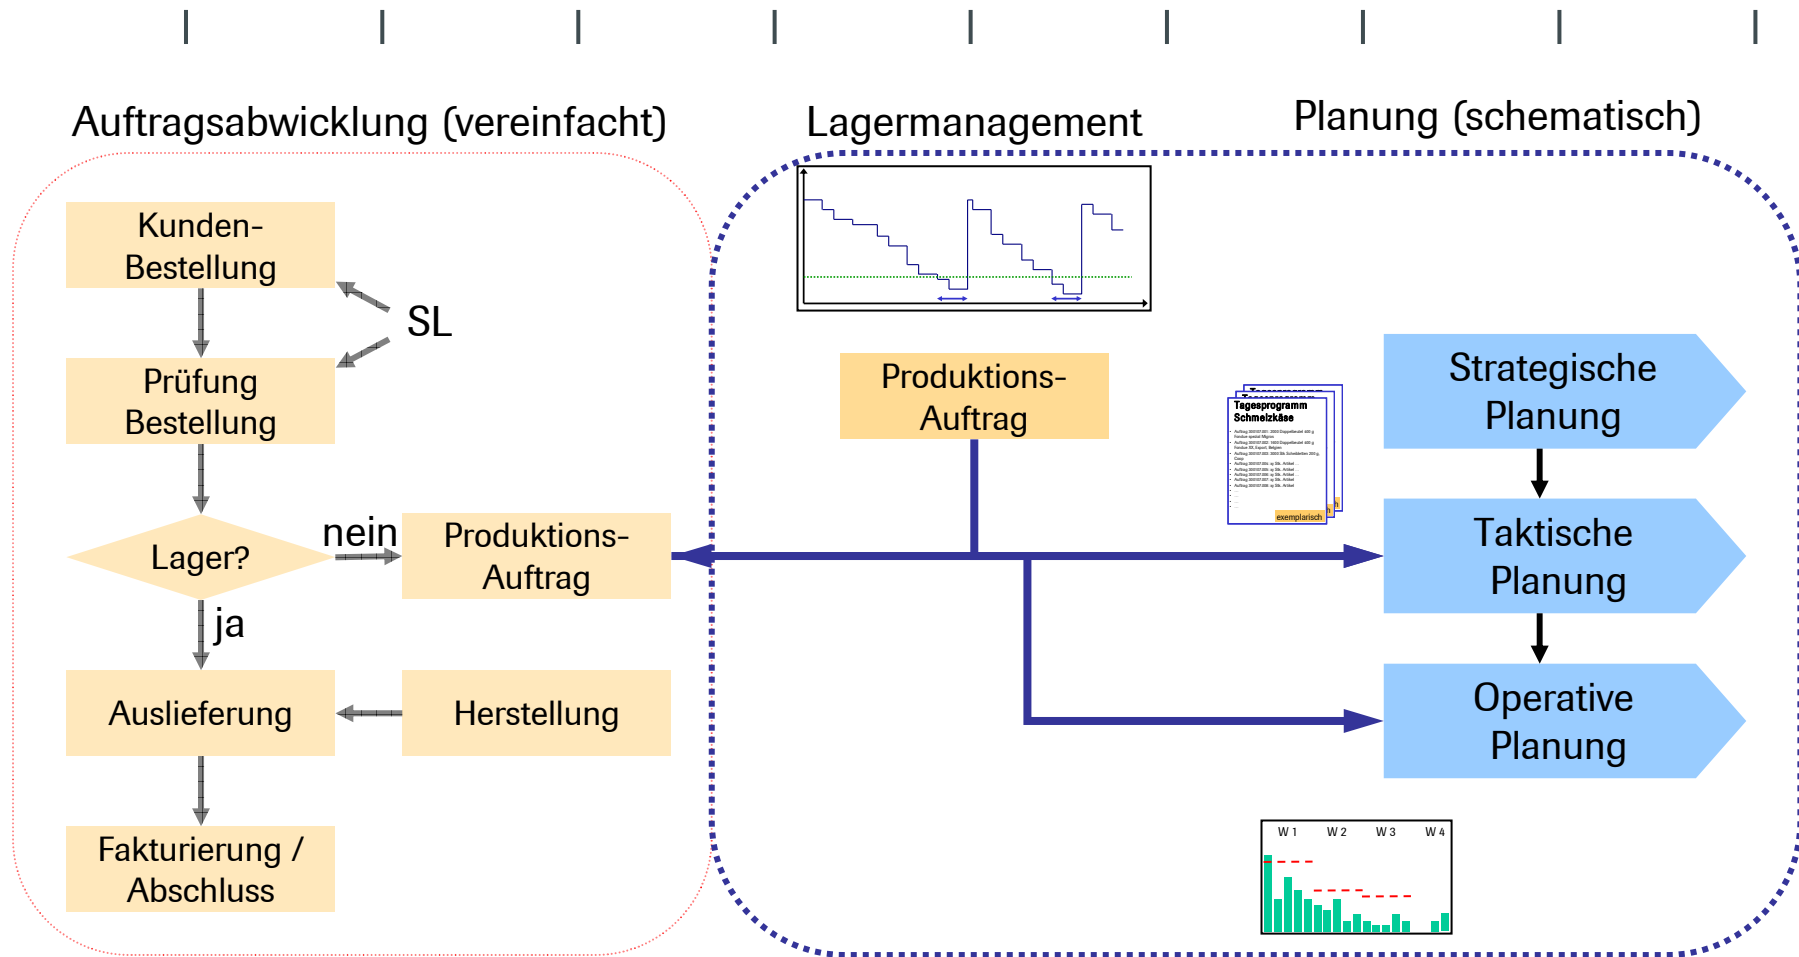 Auftragsabwicklung (vereinfacht)
Lagermanagement
Planung (schematisch)
Kunden-
Bestellung
SL
Prüfung
Bestellung
Lager?
nein
Produktions-
Auftrag
ja
Auslieferung
Herstellung
Fakturierung /
Abschluss
Produktions-
Auftrag
Tagesprogramm
Schmelzkäse
exemplarisch
Strategische
Planung
Taktische
Planung
Operative
Planung
W 1 W 2 W 3 W 4